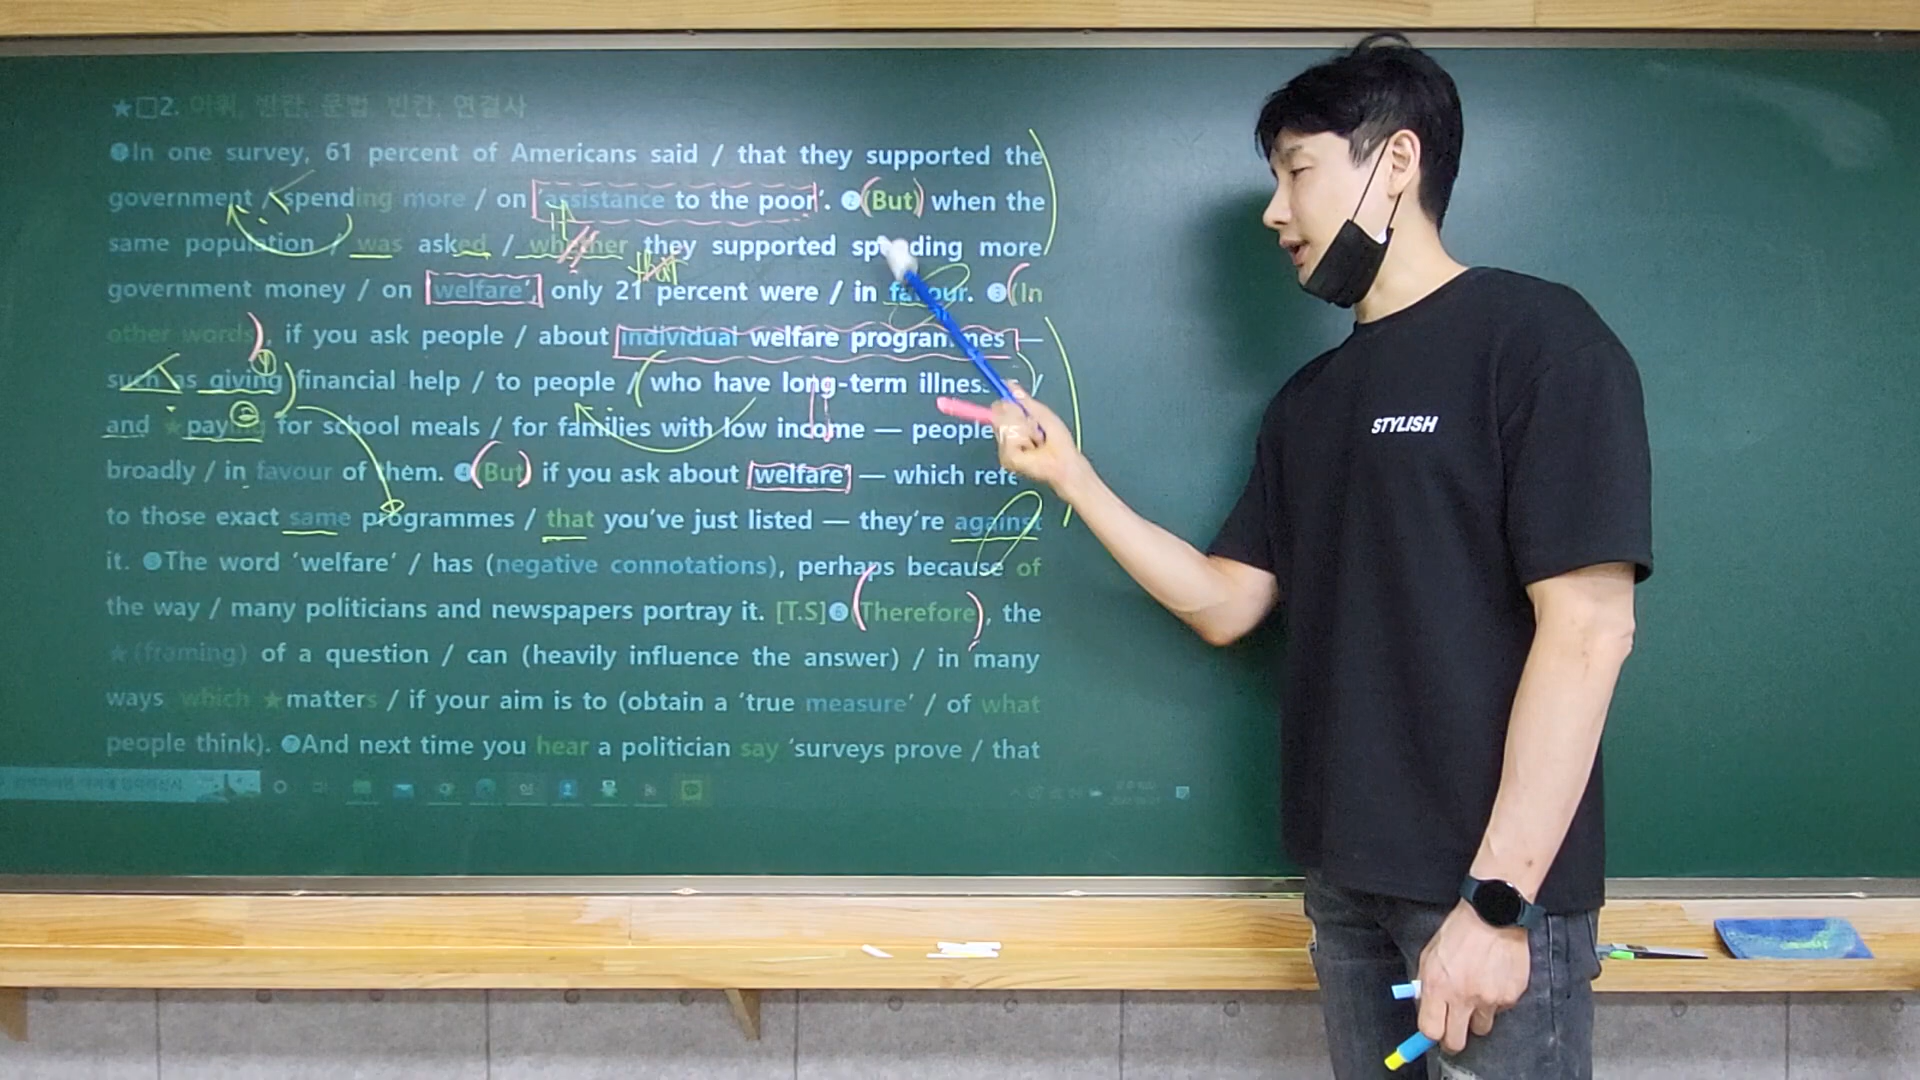 ★□2. 어휘, 빈칸, 문법 빈칸, 연결사
❶In one survey, 61 percent of Americans said / that they supported the
government / spending more / on 'assistance to the poor'. ❷(But) when the
if
same population / was asked / whether they supported spending more
that
government money / on 'welfare', only 21 percent were / in favour. ❸(In
other words), if you ask people / about individual welfare programmes —
①
such as giving financial help / to people / (who have long-term illnesses) /
②
and ★paying for school meals / for families with low income — people
broadly / in favour of them. ❹(But) if you ask about 'welfare' — which refe
to those exact same programmes / that you've just listed — they're against
it. ❺The word 'welfare' / has (negative connotations), perhaps because of
the way / many politicians and newspapers portray it. [T.S]❻(Therefore), the
★(framing) of a question / can (heavily influence the answer) / in many
ways which ★matters / if your aim is to (obtain a 'true measure' / of what
people think). ❼And next time you hear a politician say 'surveys prove / that
STYLISH